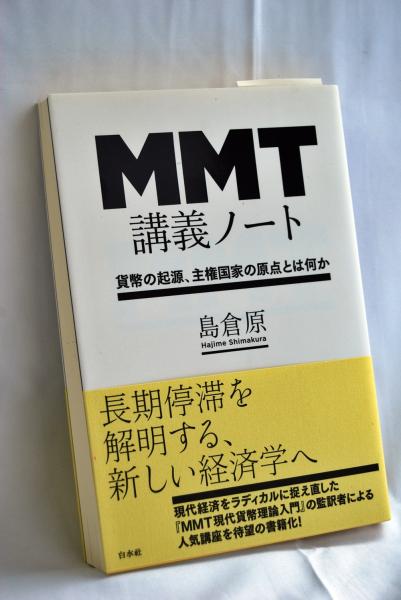 MMT
講義ノート
貨幣の起源、主権国家の原点とは何か
島倉原
Hajime Shimakura
長期停滞を
解明する、
新しい経済学へ
現代経済をラディカルに捉え直した
『MMT現代貨幣理論入門』の監訳者による
人気講座を待望の書籍化!
白水社